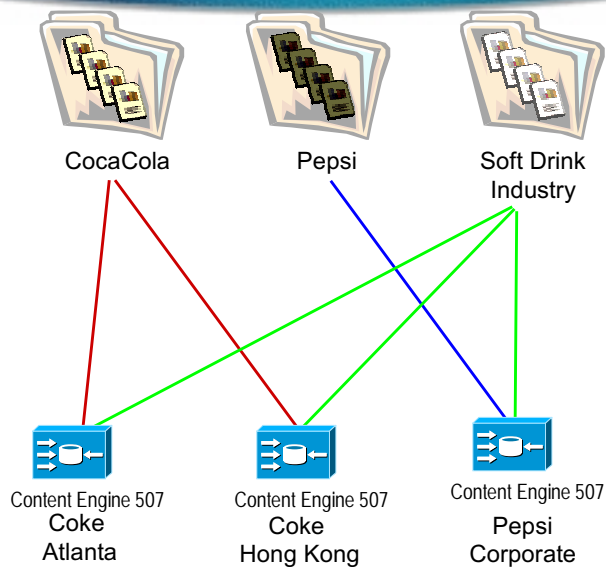 CocaCola
Pepsi
Soft Drink
Industry
Content Engine 507
Coke
Atlanta
Content Engine 507
Coke
Hong Kong
Content Engine 507
Pepsi
Corporate